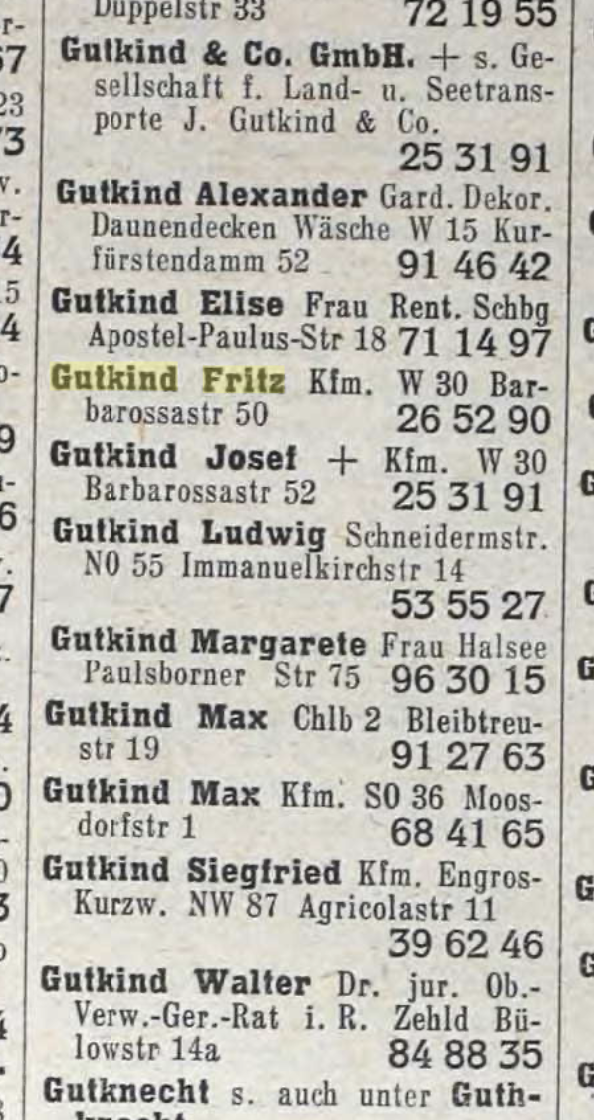 Düppelstr 33 72 19 55
Gutkind & Co. GmbH. + s. Ge-
sellschaft f. Land- u. Seetrans-
porte J. Gutkind & Co.
25 31 91
Gutkind Alexander Gard. Dekor.
Daunendecken Wäsche W 15 Kur-
fürstendamm 52 91 46 42
Gutkind Elise Frau Rent. Schbg
Apostel-Paulus-Str 18 71 14 97
Gutkind Fritz Kfm. W 30 Bar-
barossastr 50 26 52 90
Gutkind Josef + Kfm. W 30
Barbarossastr 52 25 31 91
Gutkind Ludwig Schneidermstr.
NO 55 Immanuelkirchstr 14
53 55 27
Gutkind Margarete Frau Halsee
Paulsborner Str 75 96 30 15
Gutkind Max Chlb 2 Bleibtreu-
str 19 91 27 63
Gutkind Max Kfm. SO 36 Moos-
dorfstr 1 68 41 65
Gutkind Siegfried Kfm. Engros-
Kurzw. NW 87 Agricolastr 11
39 62 46
Gutkind Walter Dr. jur. Ob.-
Verw.-Ger.-Rat i. R. Zehld Bü-
lowstr 14a 84 88 35
Gutknecht s. auch unter Guth-